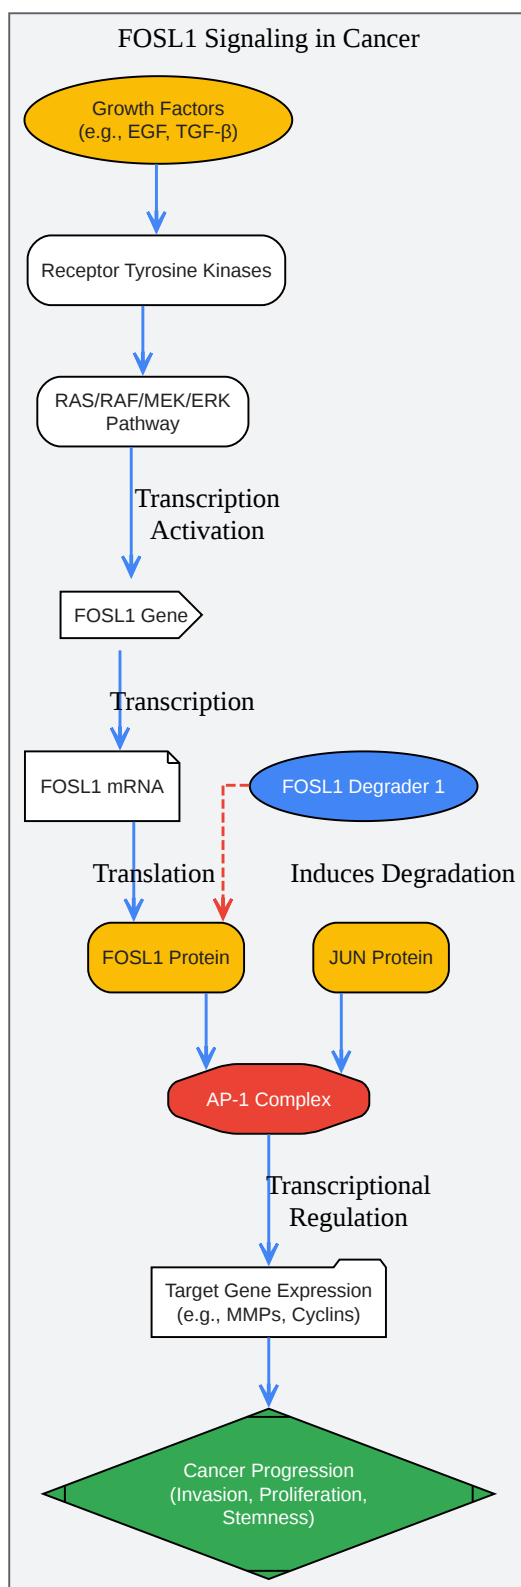 FOSL1 Signaling in Cancer
Growth Factors
(e.g., EGF, TGF-β)
Receptor Tyrosine Kinases
RAS/RAF/MEK/ERK
Pathway
Transcription
Activation
FOSL1 Gene
Transcription
FOSL1 mRNA
FOSL1 Degrader 1
Translation
Induces Degradation
FOSL1 Protein
JUN Protein
AP-1 Complex
Transcriptional
Regulation
Target Gene Expression
(e.g., MMPs, Cyclins)
Cancer Progression
(Invasion, Proliferation,
Stemness)